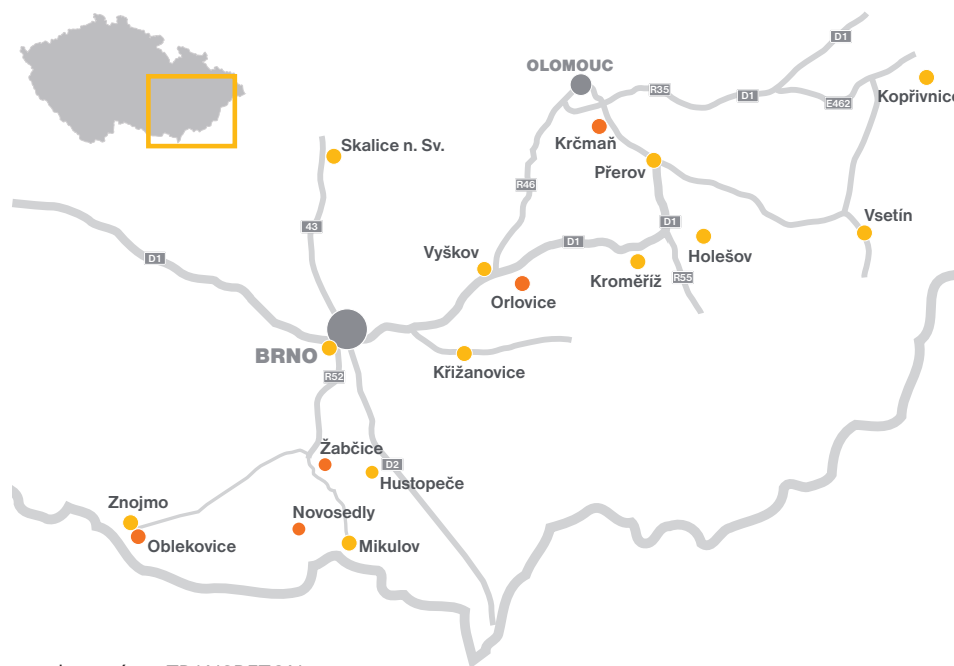 D1
OLOMOUC
R35
D1
E462
Kopřivnice
Krčmaň
Skalice n. Sv.
Přerov
R46
Vsetín
43
D1
D1
Vyškov
Holešov
D1
Kroměříž
R55
Orlovice
BRNO
Křižanovice
R52
Žabčice
D2
Hustopeče
Znojmo
Novosedly
Oblekovice
Mikulov